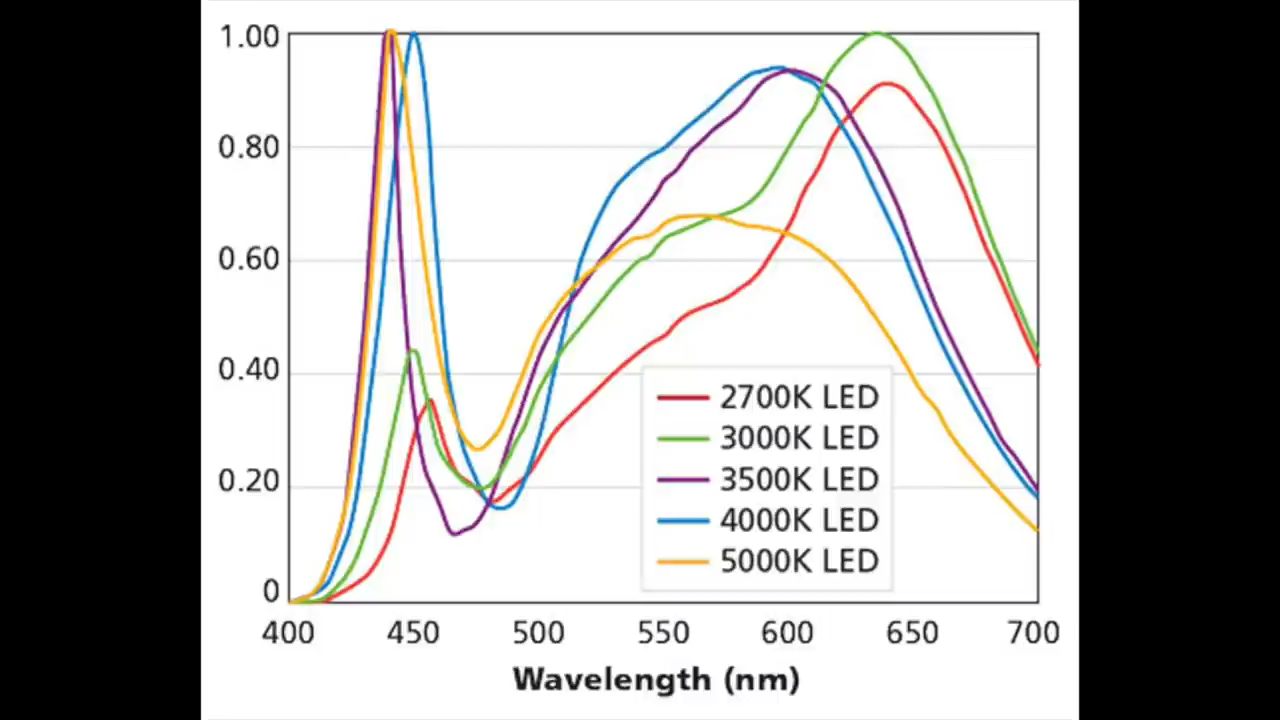 1.00
0.80
0.60
0.40
0.20
0
2700K LED
3000K LED
3500K LED
4000K LED
5000K LED
400 450 500 550 600 650 700
Wavelength (nm)